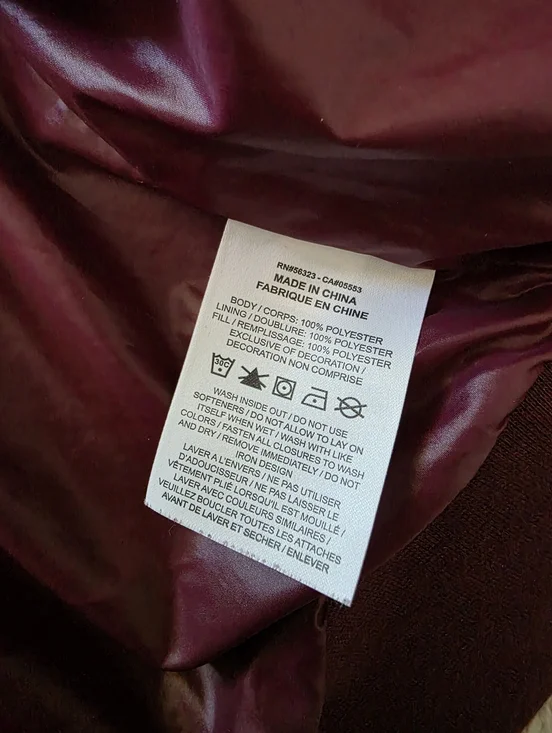 RN#56323 - CA#05553
MADE IN CHINA
FABRIQUE EN CHINE
BODY / CORPS: 100% POLYESTER
LINING / DOUBLURE: 100% POLYESTER
FILL / REMPLISSAGE: 100% POLYESTER
EXCLUSIVE OF DECORATION /
DECORATION NON COMPRISE
30C
WASH INSIDE OUT / DO NOT USE
SOFTENERS / DO NOT ALLOW TO LAY ON
ITSELF WHEN WET / WASH WITH LIKE
COLORS / FASTEN ALL CLOSURES TO WASH
AND DRY / REMOVE IMMEDIATELY / DO NOT
IRON DESIGN
LAVER A L'ENVERS / NE PAS UTILISER
D'ADOUCISSEUR / NE PAS LAISSER LE
VÊTEMENT PLIÉ LORSQU'IL EST MOUILLÉ /
LAVER AVEC COULEURS SIMILAIRES /
VEUILLEZ BOUCLER TOUTES LES ATTACHES
AVANT DE LAVER ET SECHER / ENLEVER